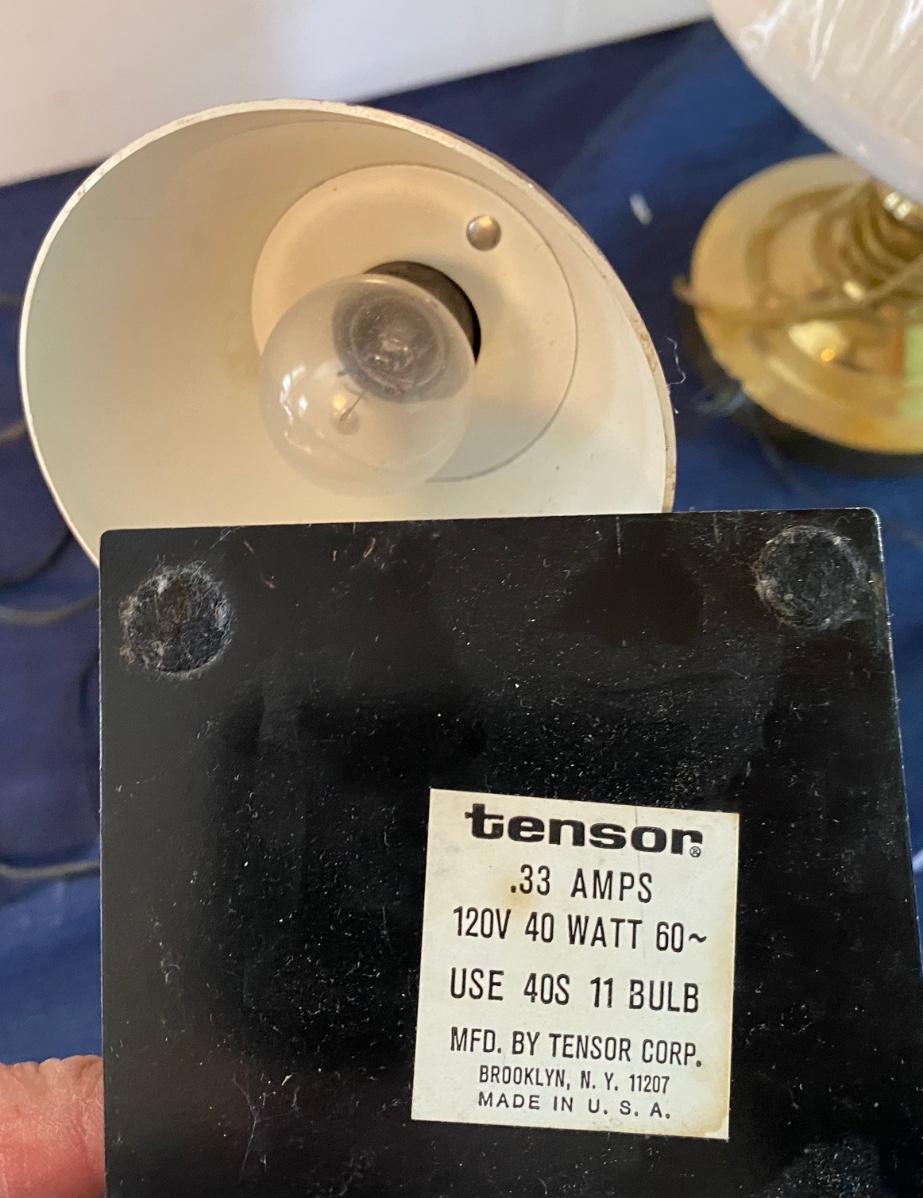 tensor®
.33 AMPS
120V 40 WATT 60~
USE 40S 11 BULB
MFD. BY TENSOR CORP.
BROOKLYN, N. Y. 11207
MADE IN U. S. A.